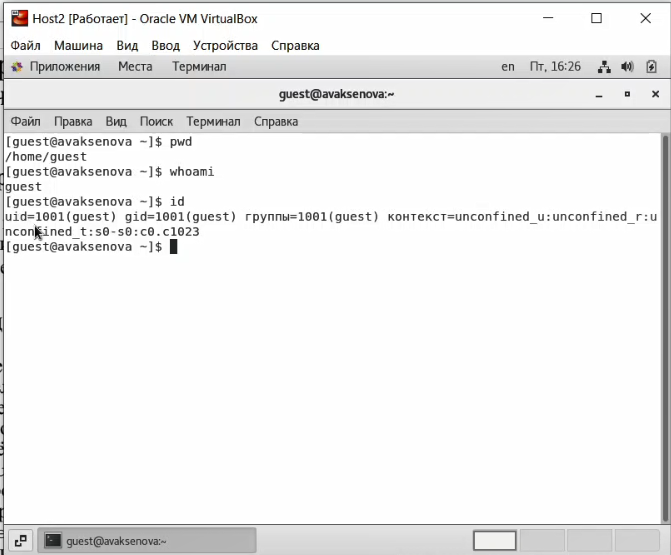 Host2 [Работает] - Oracle VM VirtualBox
Файл Машина Вид Ввод Устройства Справка
Приложения Места Терминал en Пт, 16:26
guest@avaksenova:~
Файл Правка Вид Поиск Терминал Справка
[guest@avaksenova ~]$ pwd
/home/guest
[guest@avaksenova ~]$ whoami
guest
[guest@avaksenova ~]$ id
uid=1001(guest) gid=1001(guest) группы=1001(guest) контекст=unconfined_u:unconfined_r:u
nconfined_t:s0-s0:c0.c1023
[guest@avaksenova ~]$
guest@avaksenova:~